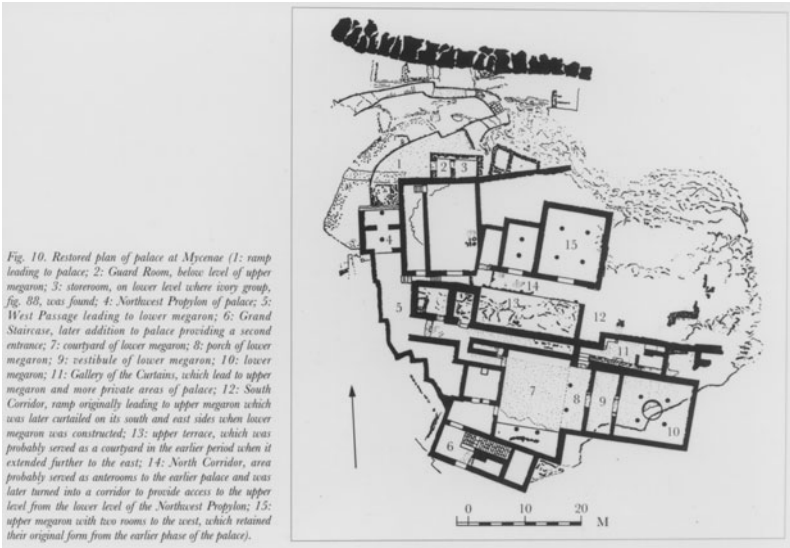 Fig. 10. Restored plan of palace at Mycenae (1: ramp
leading to palace; 2: Guard Room, below level of upper
megaron; 3: storeroom, on lower level where ivory group,
fig. 88, was found; 4: Northwest Propylon of palace; 5:
West Passage leading to lower megaron; 6: Grand
Staircase, later addition to palace providing a second
entrance; 7: courtyard of lower megaron; 8: porch of lower
megaron; 9: vestibule of lower megaron; 10: lower
megaron; 11: Gallery of the Curtains, which lead to upper
megaron and more private areas of palace; 12: South
Corridor, ramp originally leading to upper megaron which
was later curtailed on its south and east sides when lower
megaron was constructed; 13: upper terrace, which was
probably served as a courtyard in the earlier period when it
extended further to the east; 14: North Corridor, area
probably served as anterooms to the earlier palace and was
later turned into a corridor to provide access to the upper
level from the lower level of the Northwest Propylon; 15:
upper megaron with two rooms to the west, which retained
their original form from the earlier phase of the palace).
1
2
3
4
15
14
5
13
12
11
7
8
9
10
6
0 10 20 M